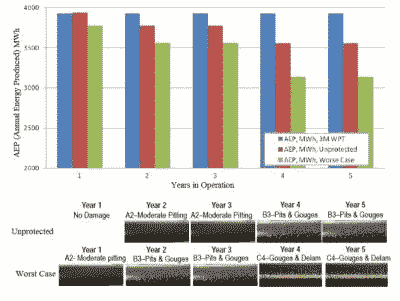 4000
3500
3000
2500
2000
AEP (Annual Energy Produced) MWh
AEP, MWh, 3M WPT
AEP, MWh, Unprotected
AEP, MWh, Worse Case
1 2 3 4 5
Years in Operation
Year 1 Year 2 Year 3 Year 4 Year 5
No Damage A2-Moderate Pitting A2-Moderate Pitting B3-Pits & Gouges B3-Pits & Gouges
Unprotected
Year 1 Year 2 Year 3 Year 4 Year 5
A2- Moderate pitting B3-Pits & Gouges B3-Pits & Gouges C4-Gouges & Delam C4-Gouges & Delam
Worst Case